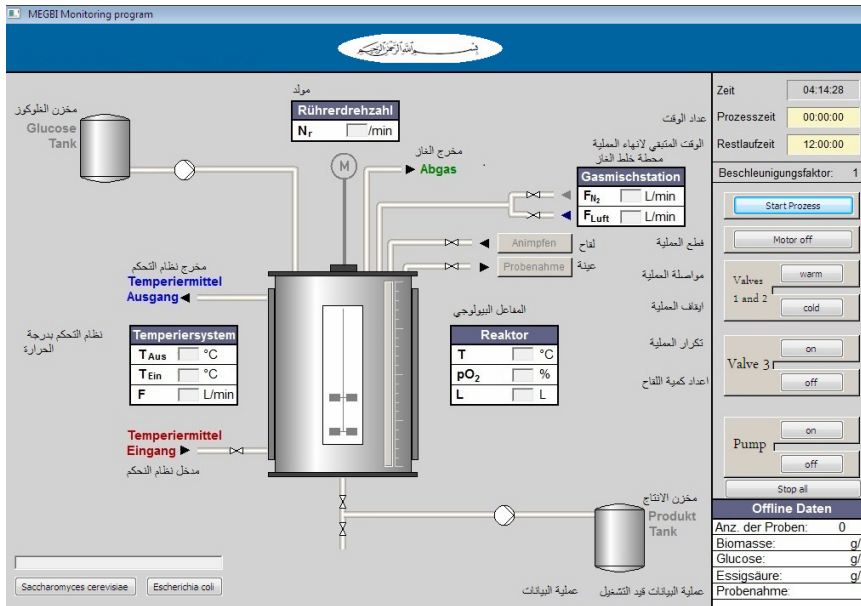 MEGBI Monitoring program
بسم الله الرحمن الرحيم
مولد
Rührerdrehzahl
Nr /min
مخزن الغلوكوز
Glucose
Tank
مخرج الغاز
Abgas
M
عداد الوقت
الوقت المتبقي لانهاء العملية
محطة خلط الغاز
Gasmischstation
FN2 L/min
FLuft L/min
Animpfen
لقاح
Probenahme
عينة
قطع العملية
مواصلة العملية
ايقاف العملية
تكرار العملية
اعداد كمية اللقاح
مخرج نظام التحكم
Temperiermittel
Ausgang
نظام التحكم بدرجة
الحرارة
Temperiersystem
TAus °C
TEin °C
F L/min
المفاعل البيولوجي
Reaktor
T °C
pO2 %
L L
Temperiermittel
Eingang
مدخل نظام التحكم
مخزن الانتاج
Produkt
Tank
Saccharomyces cerevisiae
Escherichia coli
عملية البيانات
عملية البيانات قيد التشغيل
Zeit 04:14:28
Prozesszeit 00:00:00
Restlaufzeit 12:00:00
Beschleunigungsfaktor: 1
Start Prozess
Motor off
Valves
1 and 2
warm
cold
Valve 3
on
off
Pump
on
off
Stop all
Offline Daten
Anz. der Proben: 0
Biomasse: g/
Glucose: g/
Essigsäure: g/
Probenahme: